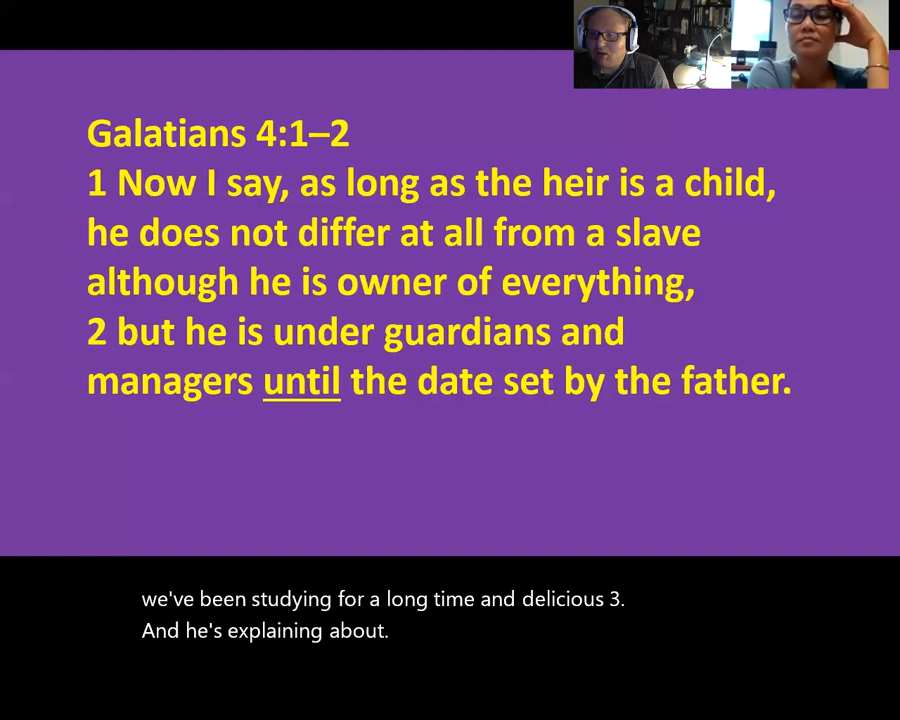 Galatians 4:1–2
1 Now I say, as long as the heir is a child,
he does not differ at all from a slave
although he is owner of everything,
2 but he is under guardians and
managers until the date set by the father.
we've been studying for a long time and delicious 3.
And he's explaining about.